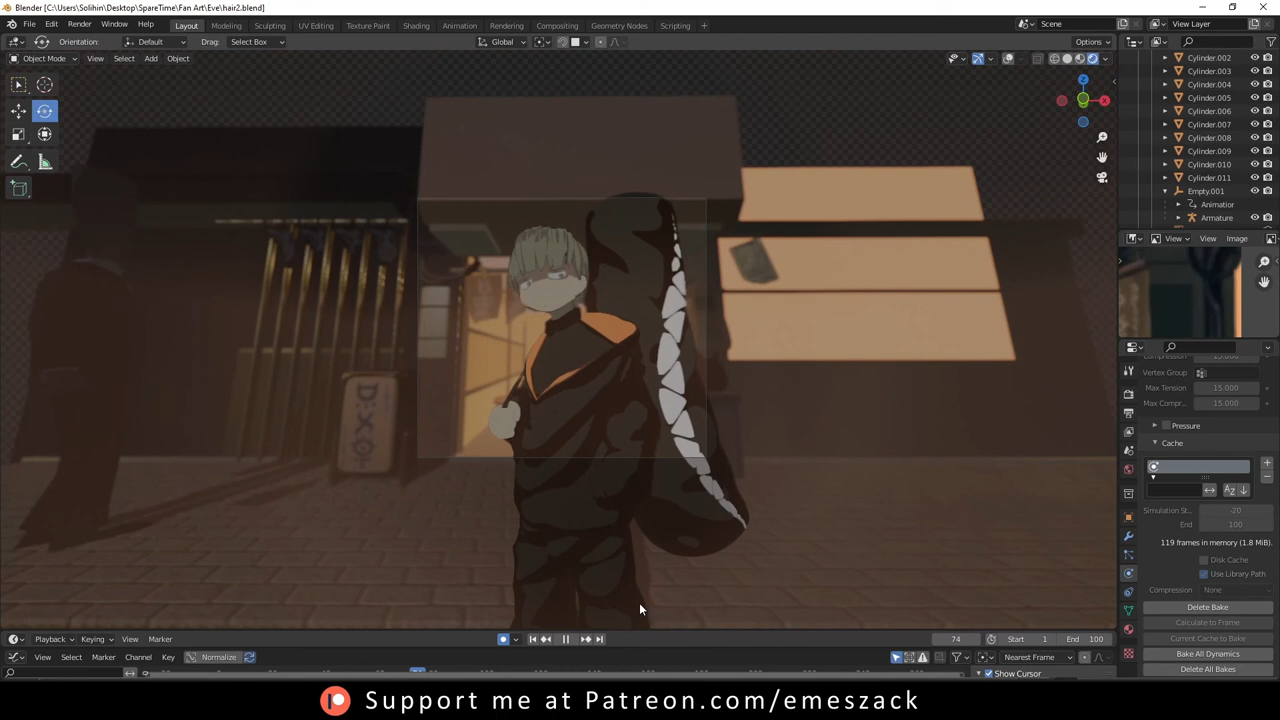 Blender [C:\Users\Solihin\Desktop\SpareTime\Fan Art\Eve\hair2.blend]
File Edit Render Window Help Layout Modeling Sculpting UV Editing Texture Paint Shading Animation Rendering Compositing Geometry Nodes Scripting + Scene View Layer
Orientation: Default Drag: Select Box Global Options
Object Mode View Select Add Object
Z
X
Cylinder.002
Cylinder.003
Cylinder.004
Cylinder.005
Cylinder.006
Cylinder.007
Cylinder.008
Cylinder.009
Cylinder.010
Cylinder.011
Empty.001
Animation
Armature
View View Image
Vertex Group
Max Tension 15.000
Max Compr... 15.000
Pressure
Cache
Simulation St... -20
End 100
119 frames in memory (1.8 MiB).
Disk Cache
Use Library Path
Compression None
Delete Bake
Calculate to Frame
Current Cache to Bake
Bake All Dynamics
Delete All Bakes
Playback Keying View Marker 74 Start 1 End 100
View Select Marker Channel Key Normalize Nearest Frame
Show Cursor
Support me at Patreon.com/emeszack